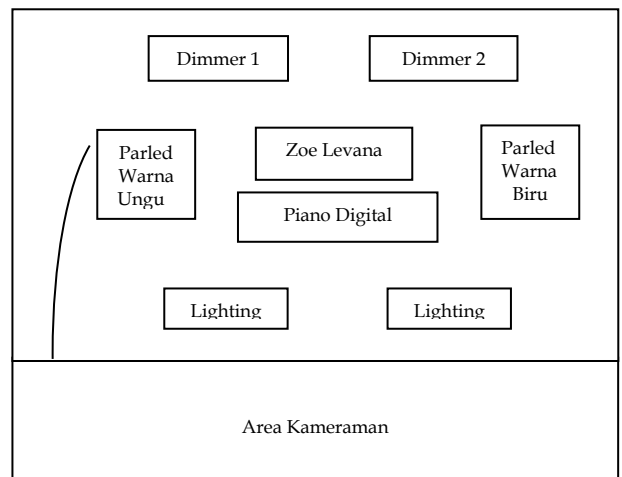 Dimmer 1
Dimmer 2
Parled
Warna
Ungu
Zoe Levana
Parled
Warna
Biru
Piano Digital
Lighting
Lighting
Area Kameraman